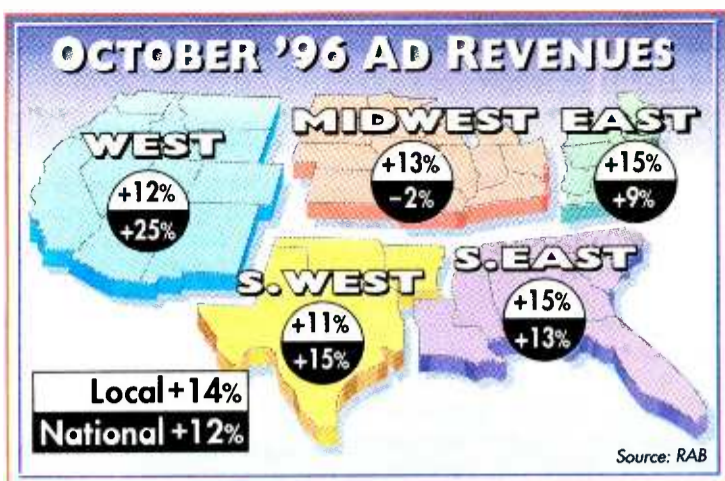 OCTOBER '96 AD REVENUES
WEST
+12%
+25%
MIDWEST
+13%
-2%
EAST
+15%
+9%
S.WEST
+11%
+15%
S.EAST
+15%
+13%
Local +14%
National +12%
Source: RAB